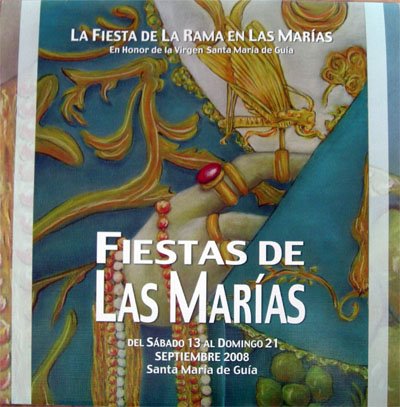 LA FIESTA DE LA RAMA EN LAS MARÍAS
En Honor de la Virgen Santa María de Guía
FIESTAS DE
LAS MARÍAS
DEL SÁBADO 13 AL DOMINGO 21
SEPTIEMBRE 2008
Santa María de Guía